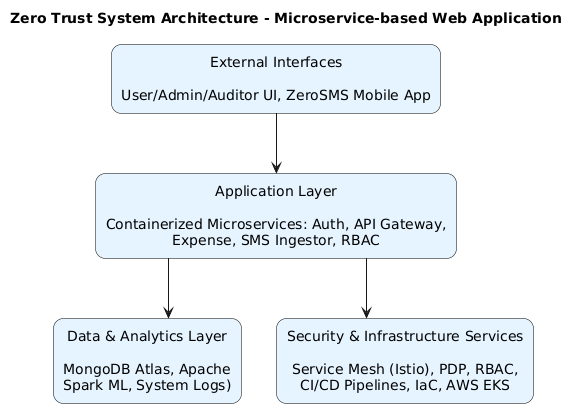 Zero Trust System Architecture - Microservice-based Web Application
External Interfaces
User/Admin/Auditor UI, ZeroSMS Mobile App
Application Layer
Containerized Microservices: Auth, API Gateway,
Expense, SMS Ingestor, RBAC
Data & Analytics Layer
MongoDB Atlas, Apache
Spark ML, System Logs)
Security & Infrastructure Services
Service Mesh (Istio), PDP, RBAC,
CI/CD Pipelines, IaC, AWS EKS